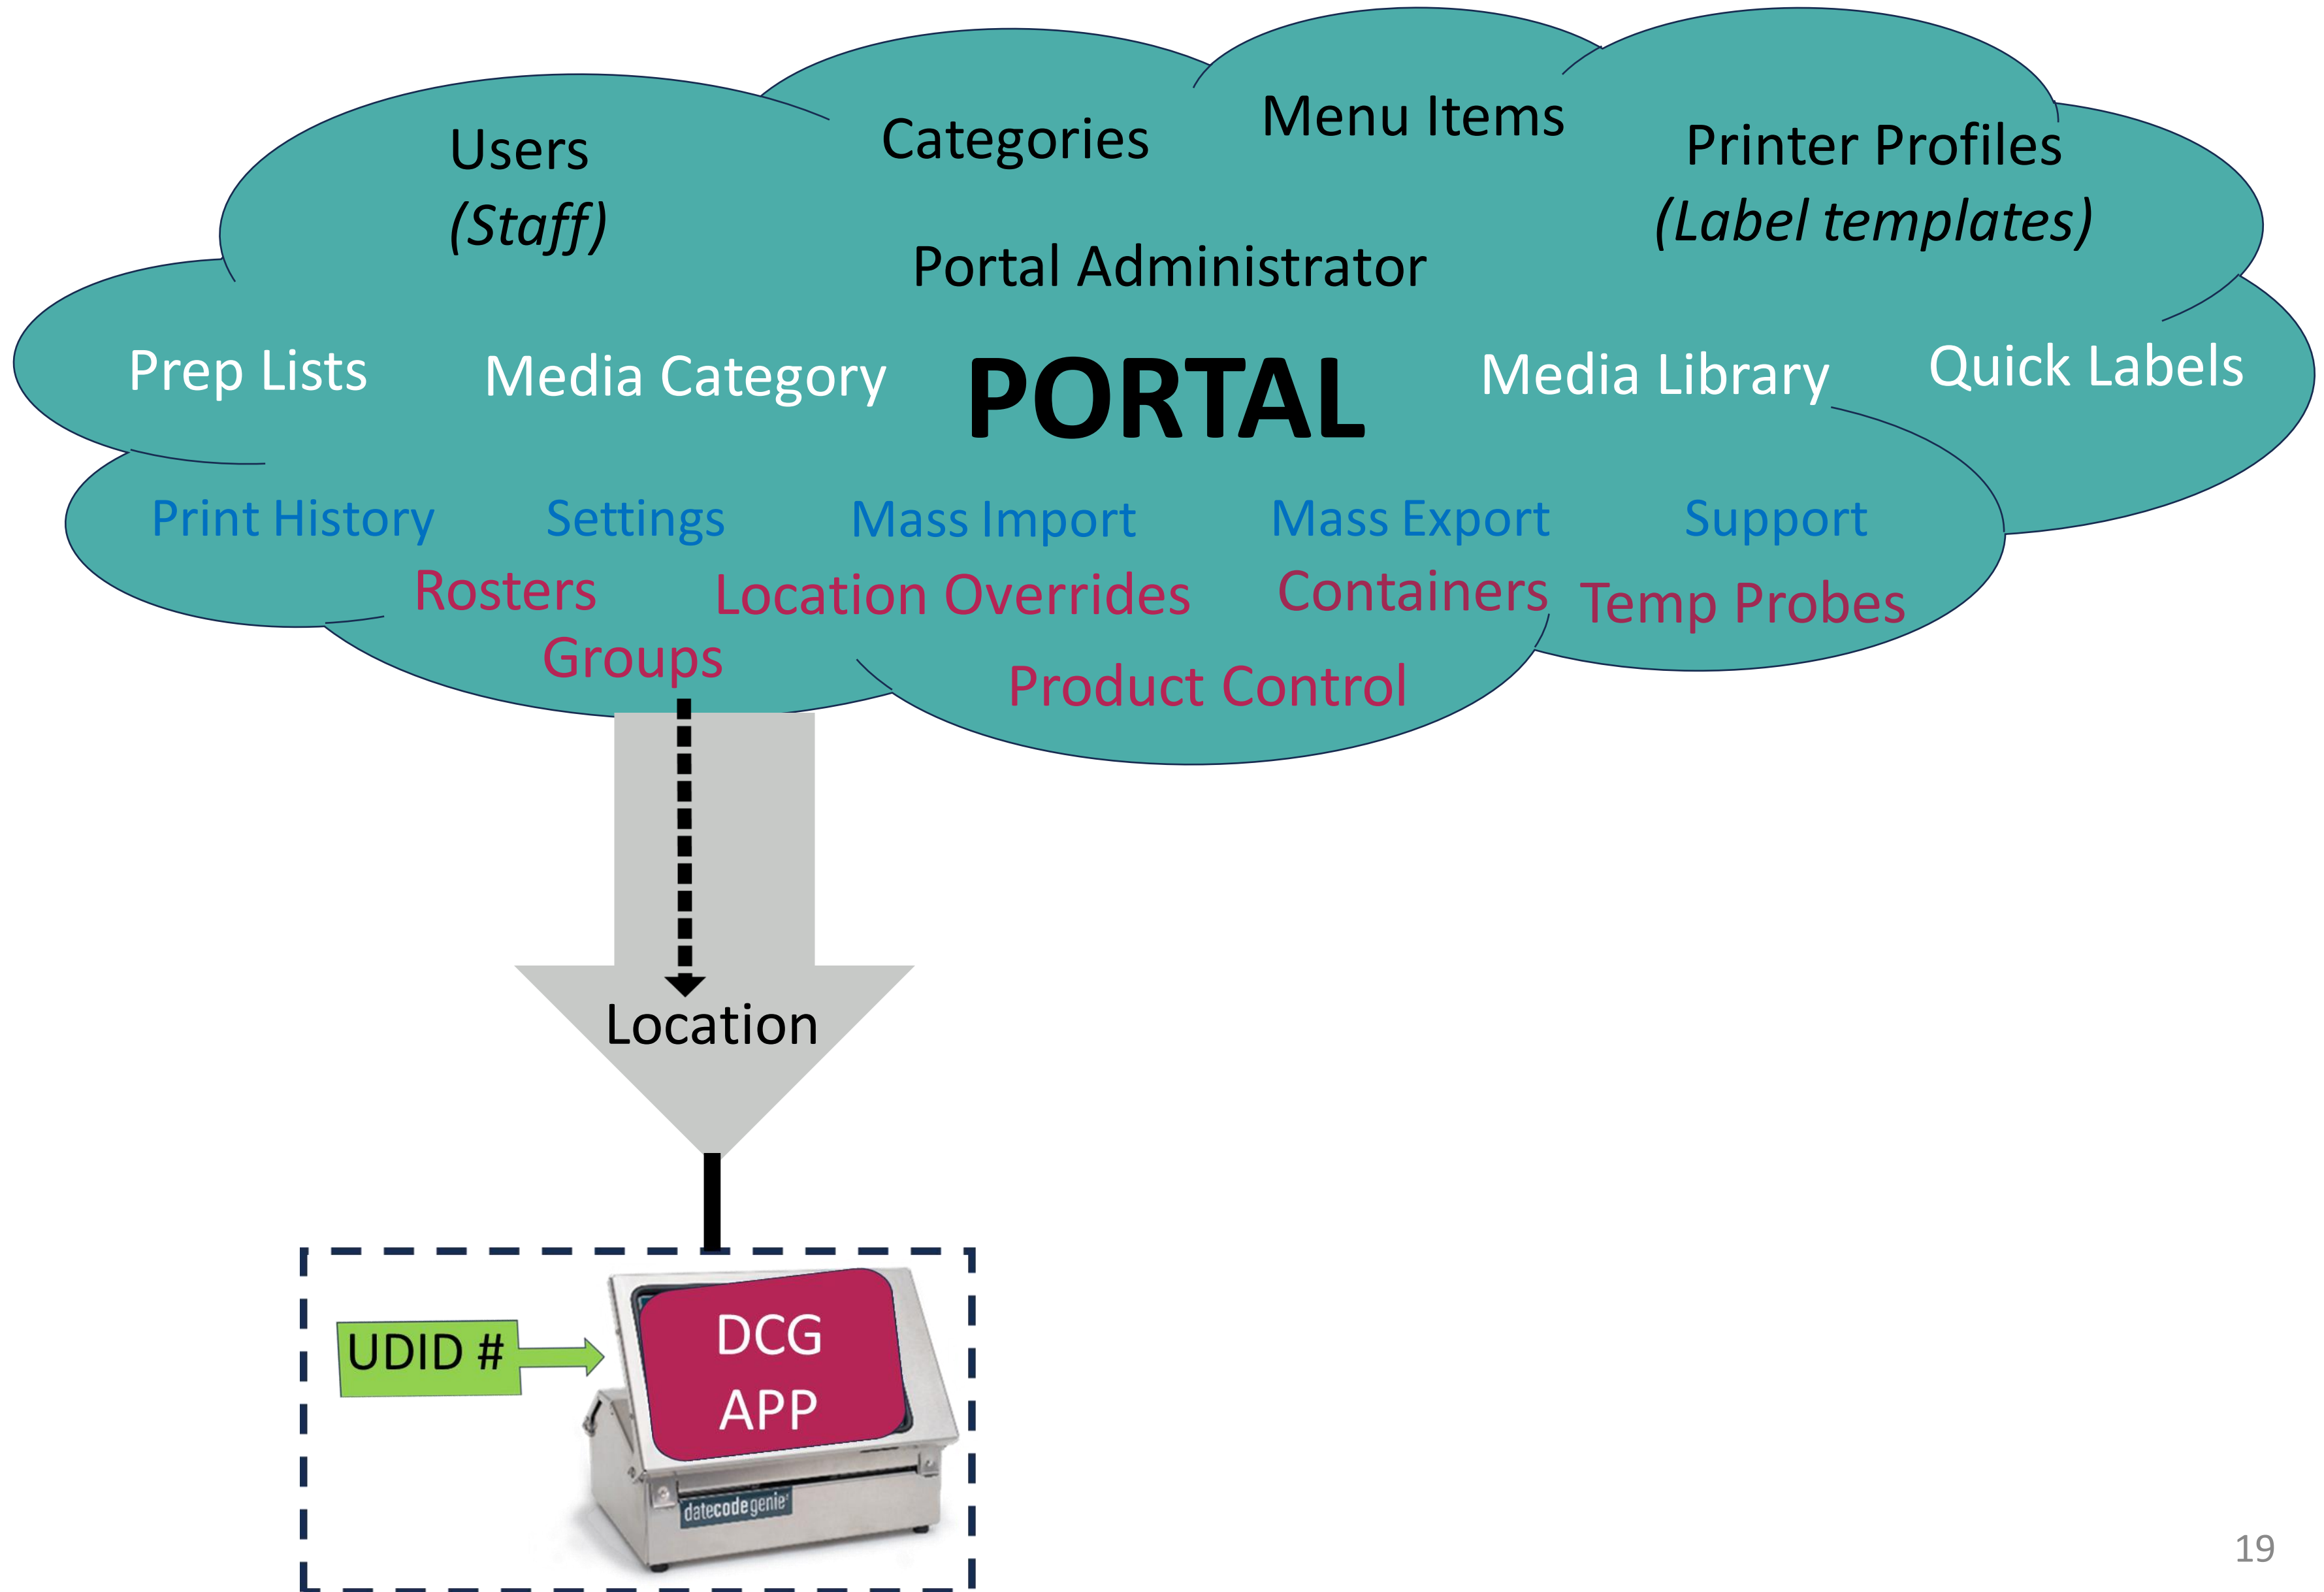 Users
(Staff)
Categories
Menu Items
Printer Profiles
(Label templates)
Portal Administrator
Prep Lists
Media Category
PORTAL
Media Library
Quick Labels
Print History
Settings
Mass Import
Mass Export
Support
Rosters
Location Overrides
Containers
Temp Probes
Groups
Product Control
Location
UDID #
DCG
APP
datecodegenie
19